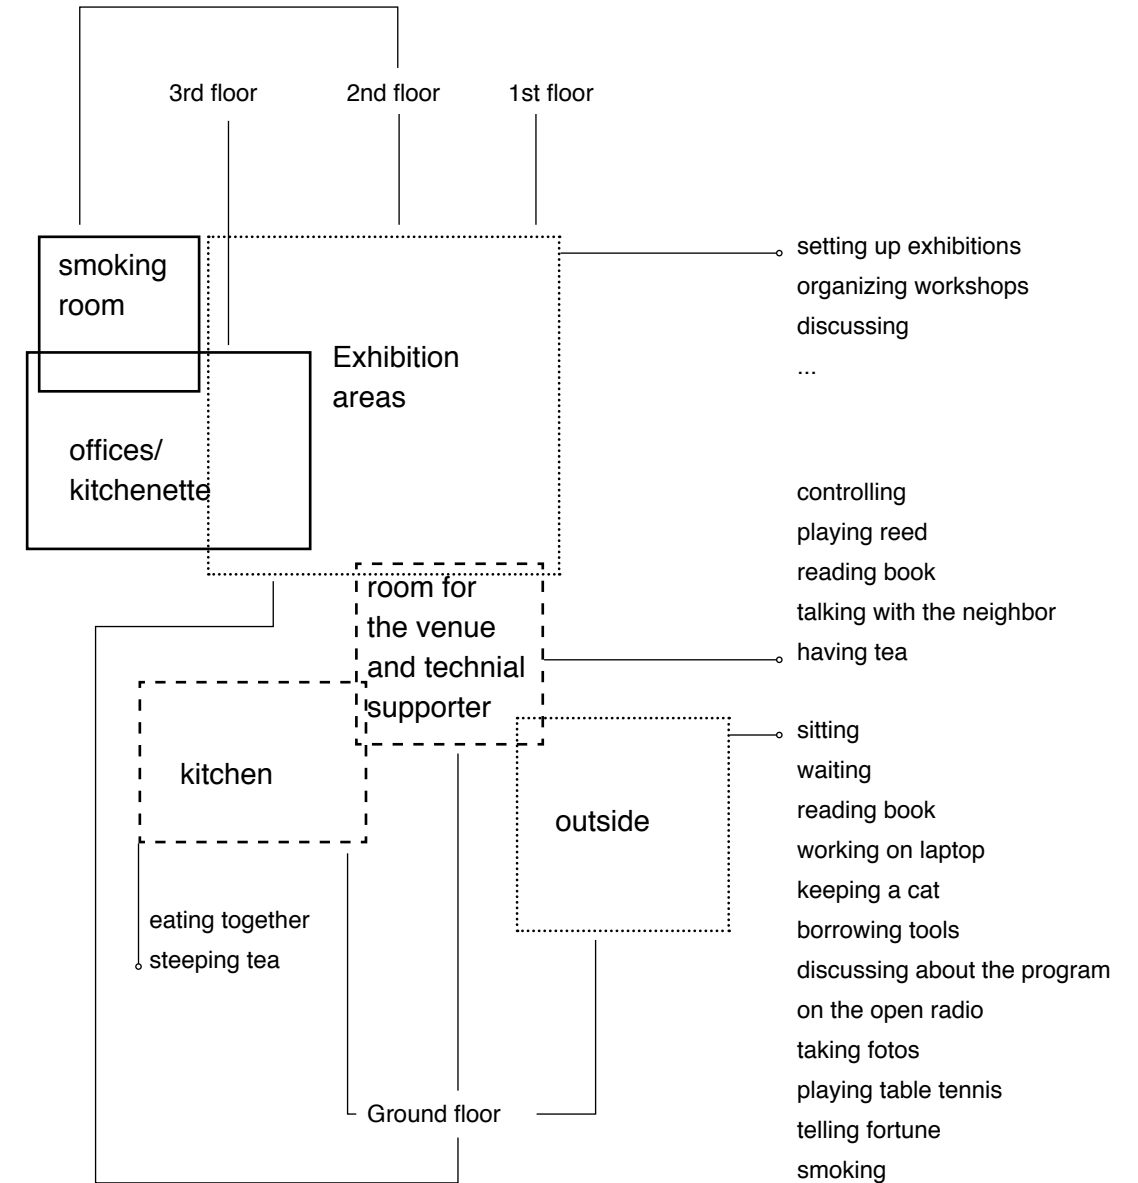 3rd floor
2nd floor
1st floor
smoking
room
Exhibition
areas
offices/
kitchenette
setting up exhibitions
organizing workshops
discussing
...
room for
the venue
and technial
supporter
controlling
playing reed
reading book
talking with the neighbor
having tea
kitchen
outside
sitting
waiting
reading book
working on laptop
keeping a cat
borrowing tools
discussing about the program
on the open radio
taking fotos
playing table tennis
telling fortune
smoking
eating together
steeping tea
Ground floor